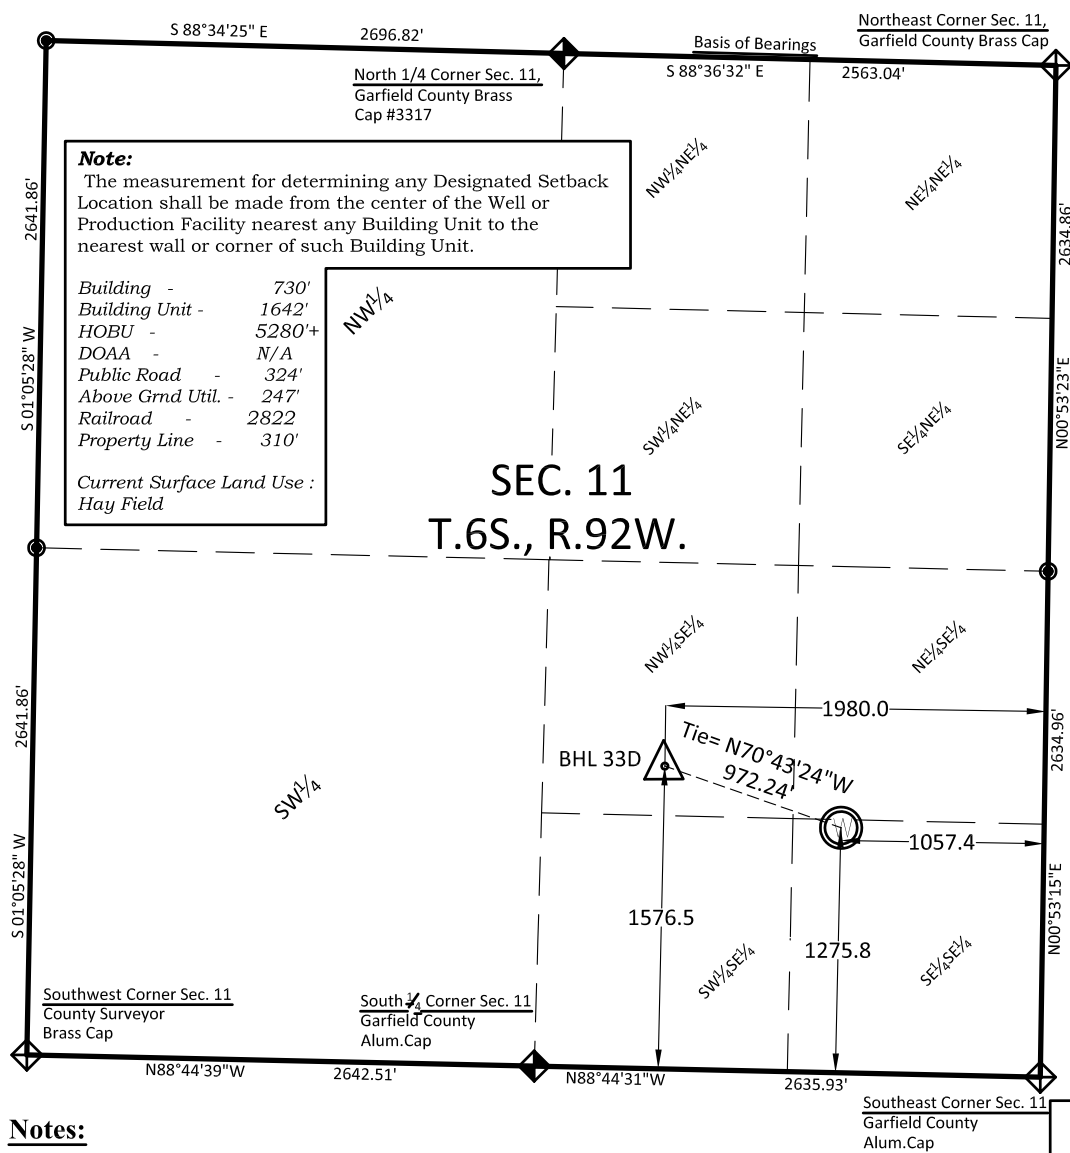 Northeast Corner Sec. 11,
Garfield County Brass Cap
S 88°34'25" E
2696.82'
Basis of Bearings
S 88°36'32" E
2563.04'
North 1/4 Corner Sec. 11,
Garfield County Brass
Cap #3317
Note:
The measurement for determining any Designated Setback
Location shall be made from the center of the Well or
Production Facility nearest any Building Unit to the
nearest wall or corner of such Building Unit.
Building - 730'
Building Unit - 1642'
HOBU - 5280'+
DOAA - N/A
Public Road - 324'
Above Grnd Util. - 247'
Railroad - 2822
Property Line - 310'
Current Surface Land Use :
Hay Field
2641.86'
S 01°05'28" W
NW¼
NW¼NE¼
NE¼NE¼
2634.86'
N00°53'23"E
SW¼NE¼
SE¼NE¼
SEC. 11
T.6S., R.92W.
NW¼SE¼
NE¼SE¼
2641.86'
S 01°05'28" W
SW¼
1980.0
BHL 33D
Tie= N70°43'24"W
972.24'
W
1057.4
2634.96'
N00°53'15"E
1576.5
1275.8
SW¼SE¼
SE¼SE¼
Southwest Corner Sec. 11
County Surveyor
Brass Cap
South ¼ Corner Sec. 11
Garfield County
Alum.Cap
N88°44'39"W
2642.51'
N88°44'31"W
2635.93'
Southeast Corner Sec. 11
Garfield County
Alum.Cap
Notes: